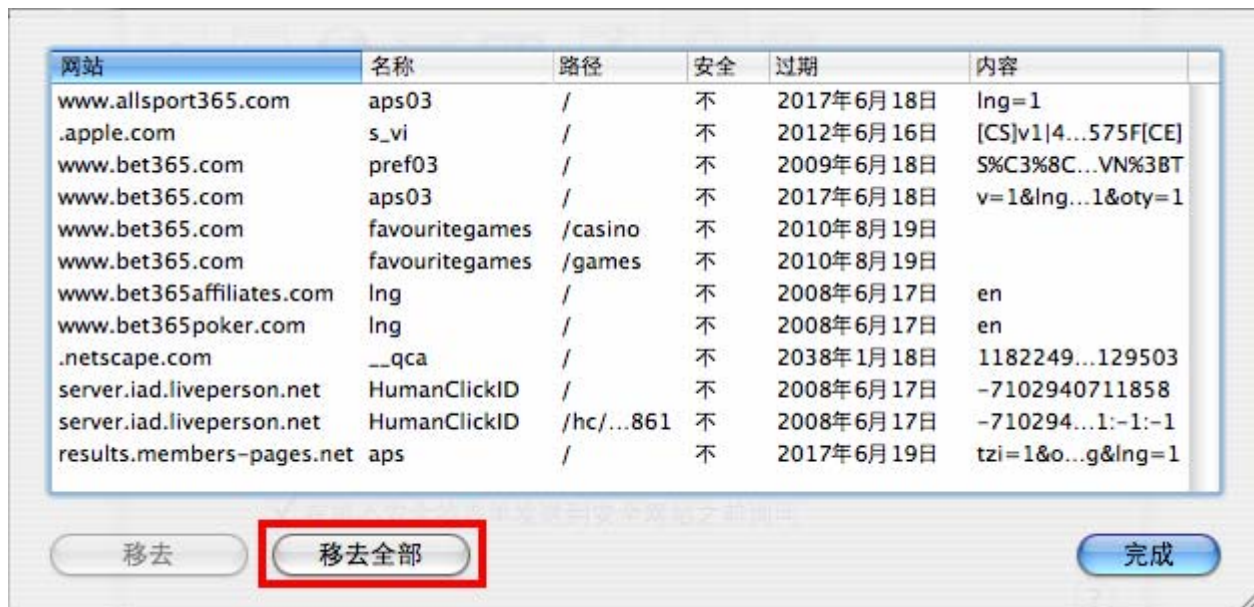 网站 名称 路径 安全 过期 内容
www.allsport365.com aps03 / 不 2017年6月18日 lng=1
.apple.com s_vi / 不 2012年6月16日 [CS]v1|4...575F[CE]
www.bet365.com pref03 / 不 2009年6月18日 S%C3%8C...VN%3BT
www.bet365.com aps03 / 不 2017年6月18日 v=1&lng...1&oty=1
www.bet365.com favouritegames /casino 不 2010年8月19日
www.bet365.com favouritegames /games 不 2010年8月19日
www.bet365affiliates.com lng / 不 2008年6月17日 en
www.bet365poker.com lng / 不 2008年6月17日 en
.netscape.com __qca / 不 2038年1月18日 1182249...129503
server.iad.liveperson.net HumanClickID / 不 2008年6月17日 -7102940711858
server.iad.liveperson.net HumanClickID /hc/...861 不 2008年6月17日 -710294...1:-1:-1
results.members-pages.net aps / 不 2017年6月19日 tzi=1&o...g&lng=1
移去 移去全部 完成